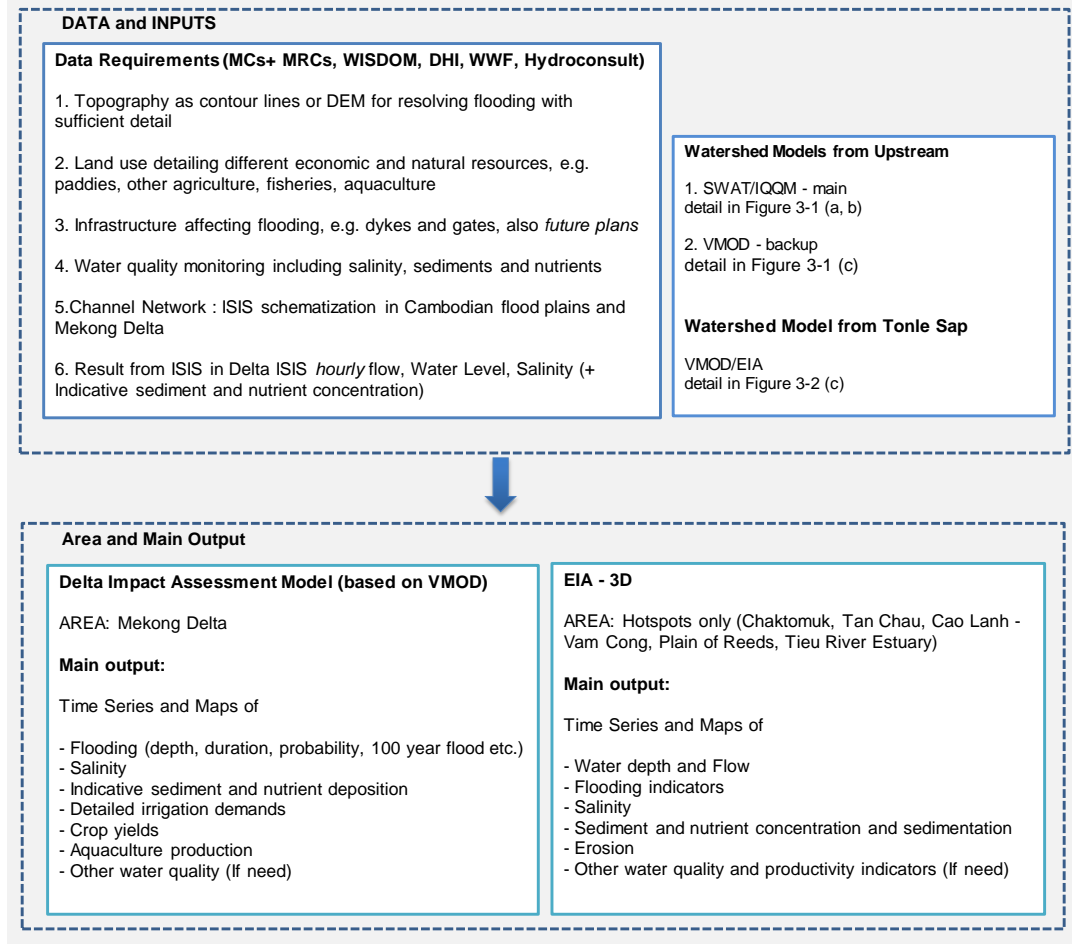 DATA and INPUTS
Data Requirements (MCs+ MRCs, WISDOM, DHI, WWF, Hydroconsult)
1. Topography as contour lines or DEM for resolving flooding with
sufficient detail
2. Land use detailing different economic and natural resources, e.g.
paddies, other agriculture, fisheries, aquaculture
3. Infrastructure affecting flooding, e.g. dykes and gates, also future plans
4. Water quality monitoring including salinity, sediments and nutrients
5.Channel Network : ISIS schematization in Cambodian flood plains and
Mekong Delta
6. Result from ISIS in Delta ISIS hourly flow, Water Level, Salinity (+
Indicative sediment and nutrient concentration)
Watershed Models from Upstream
1. SWAT/IQQM - main
detail in Figure 3-1 (a, b)
2. VMOD - backup
detail in Figure 3-1 (c)
Watershed Model from Tonle Sap
VMOD/EIA
detail in Figure 3-2 (c)
Area and Main Output
Delta Impact Assessment Model (based on VMOD)
AREA: Mekong Delta
Main output:
Time Series and Maps of
- Flooding (depth, duration, probability, 100 year flood etc.)
- Salinity
- Indicative sediment and nutrient deposition
- Detailed irrigation demands
- Crop yields
- Aquaculture production
- Other water quality (If need)
EIA - 3D
AREA: Hotspots only (Chaktomuk, Tan Chau, Cao Lanh -
Vam Cong, Plain of Reeds, Tieu River Estuary)
Main output:
Time Series and Maps of
- Water depth and Flow
- Flooding indicators
- Salinity
- Sediment and nutrient concentration and sedimentation
- Erosion
- Other water quality and productivity indicators (If need)